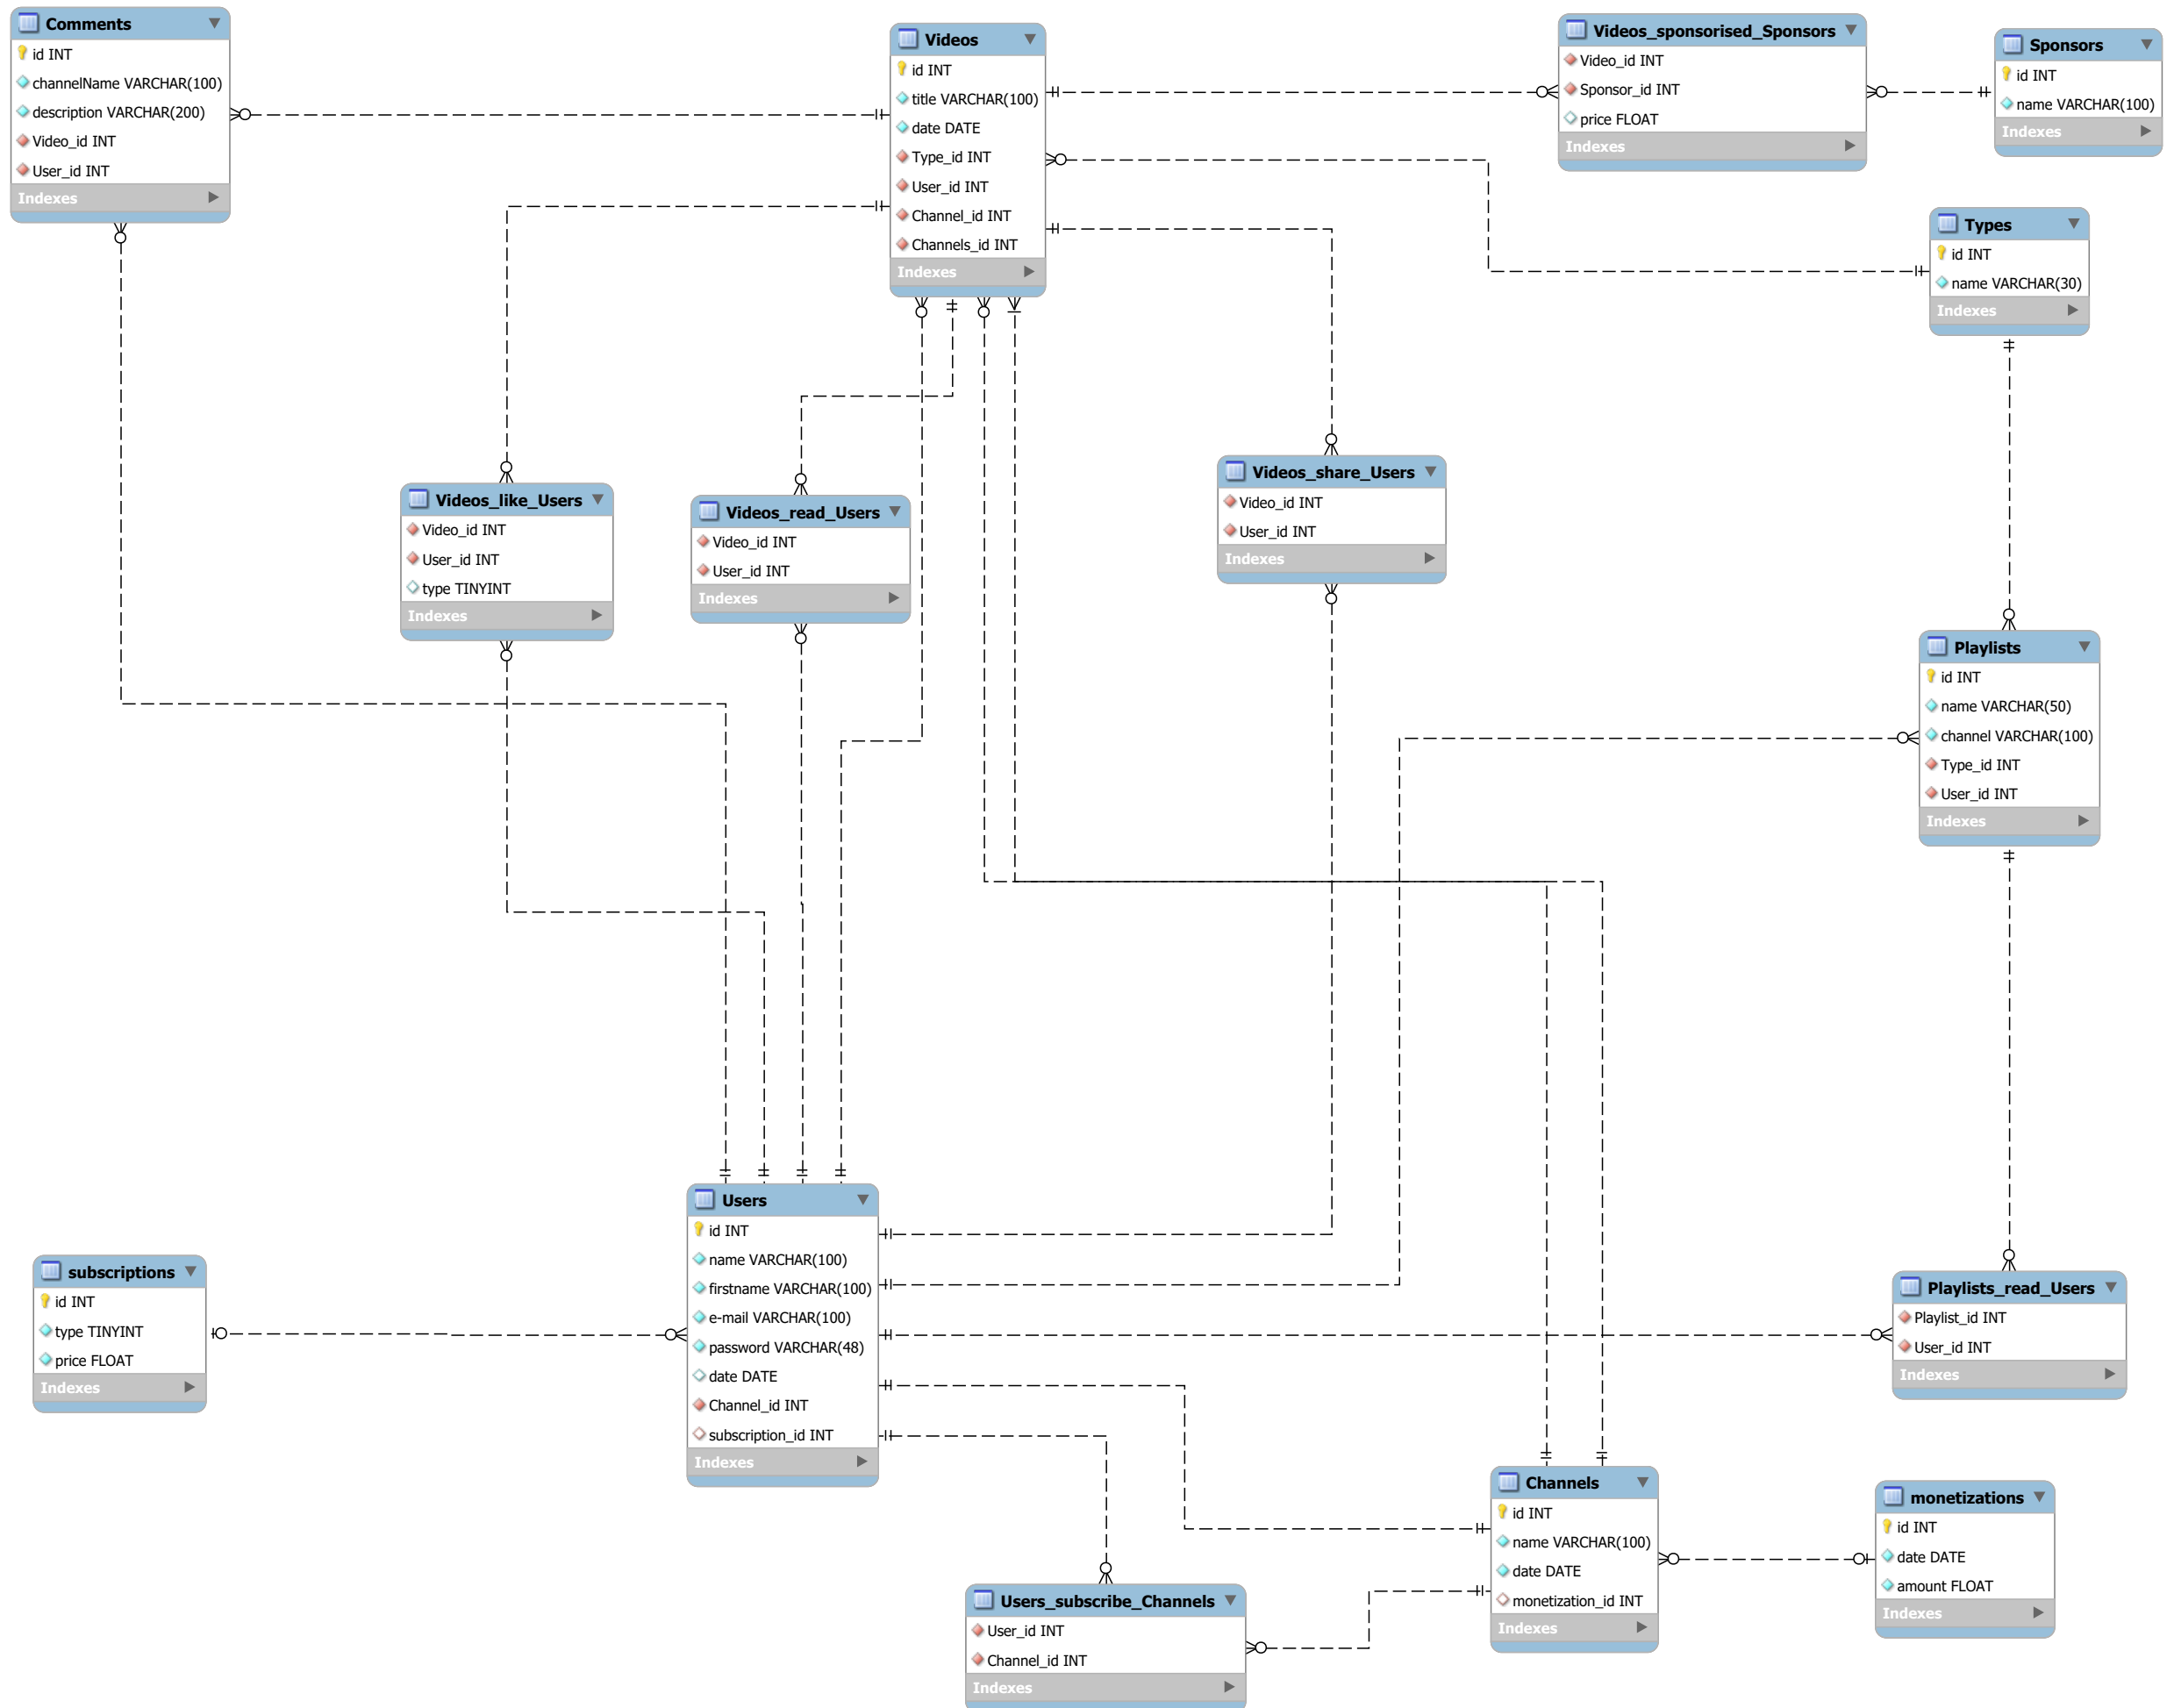 Comments
id INT
channelName VARCHAR(100)
description VARCHAR(200)
Video_id INT
User_id INT
Indexes
Videos
id INT
title VARCHAR(100)
date DATE
Type_id INT
User_id INT
Channel_id INT
Channels_id INT
Indexes
Videos_sponsorised_Sponsors
Video_id INT
Sponsor_id INT
price FLOAT
Indexes
Sponsors
id INT
name VARCHAR(100)
Indexes
Types
id INT
name VARCHAR(30)
Indexes
Videos_like_Users
Video_id INT
User_id INT
type TINYINT
Indexes
Videos_read_Users
Video_id INT
User_id INT
Indexes
Videos_share_Users
Video_id INT
User_id INT
Indexes
Playlists
id INT
name VARCHAR(50)
channel VARCHAR(100)
Type_id INT
User_id INT
Indexes
subscriptions
id INT
type TINYINT
price FLOAT
Indexes
Users
id INT
name VARCHAR(100)
firstname VARCHAR(100)
e-mail VARCHAR(100)
password VARCHAR(48)
date DATE
Channel_id INT
subscription_id INT
Indexes
Playlists_read_Users
Playlist_id INT
User_id INT
Indexes
Channels
id INT
name VARCHAR(100)
date DATE
monetization_id INT
Indexes
monetizations
id INT
date DATE
amount FLOAT
Indexes
Users_subscribe_Channels
User_id INT
Channel_id INT
Indexes